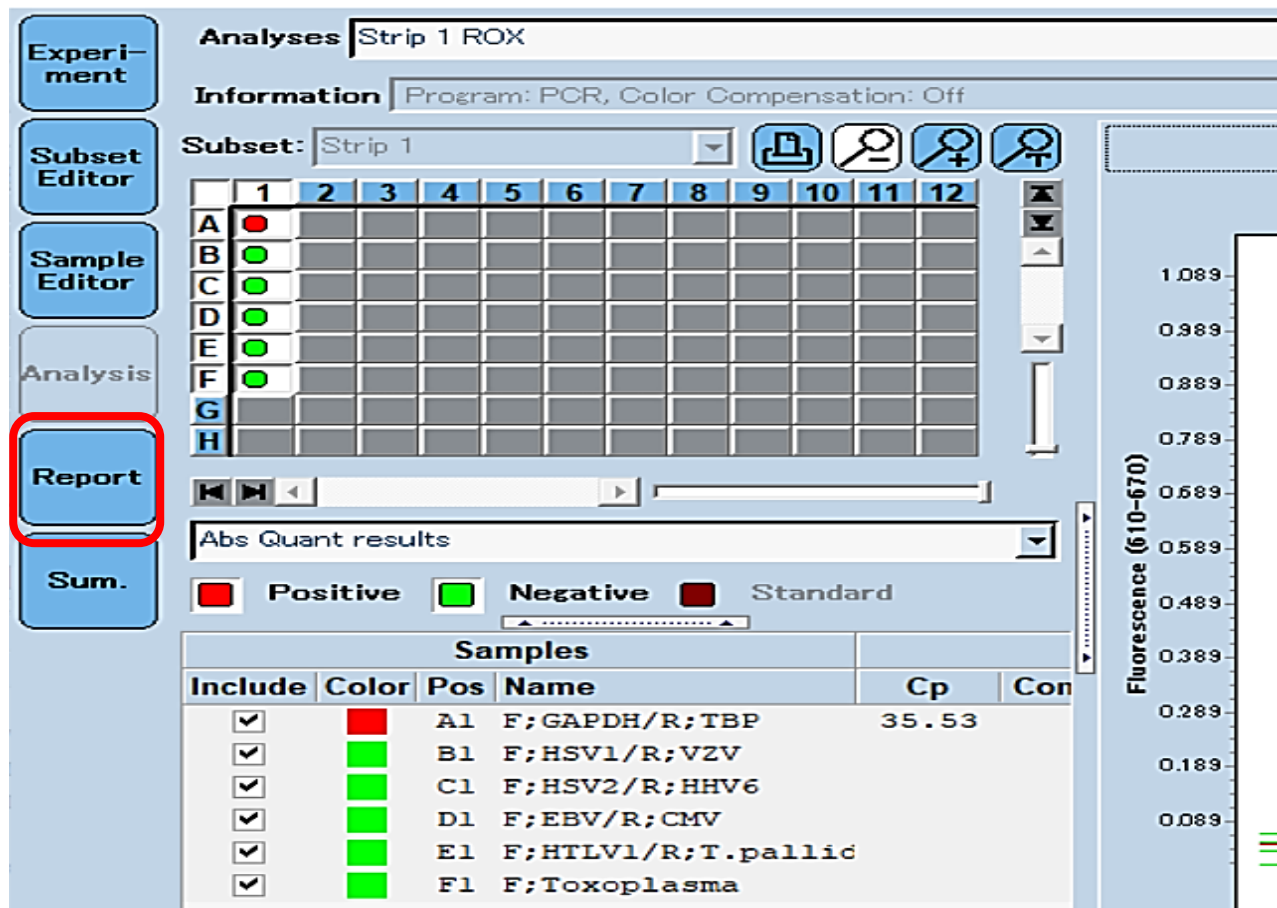 Experi-
ment
Subset
Editor
Sample
Editor
Analysis
Report
Sum.
Analyses Strip 1 ROX
Information Program: PCR, Color Compensation: Off
Subset: Strip 1
1 2 3 4 5 6 7 8 9 10 11 12
A
B
C
D
E
F
G
H
Abs Quant results
Positive Negative Standard
Samples
Include Color Pos Name Cp Con
A1 F;GAPDH/R;TBP 35.53
B1 F;HSV1/R;VZV
C1 F;HSV2/R;HHV6
D1 F;EBV/R;CMV
E1 F;HTLV1/R;T.pallid
F1 F;Toxoplasma
Fluorescence (610-670)
1.089
0.989
0.889
0.789
0.689
0.589
0.489
0.389
0.289
0.189
0.089